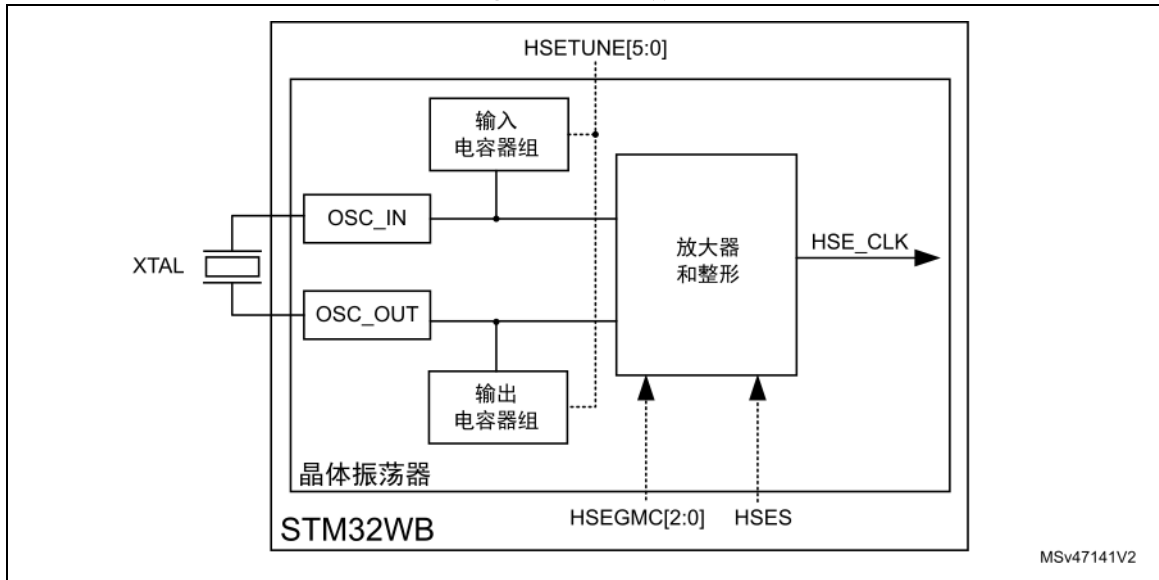 HSETUNE[5:0]
输入
电容器组
OSC_IN
放大器
和整形
HSE_CLK
XTAL
OSC_OUT
输出
电容器组
晶体振荡器
HSEGMC[2:0]
HSES
STM32WB
MSv47141V2